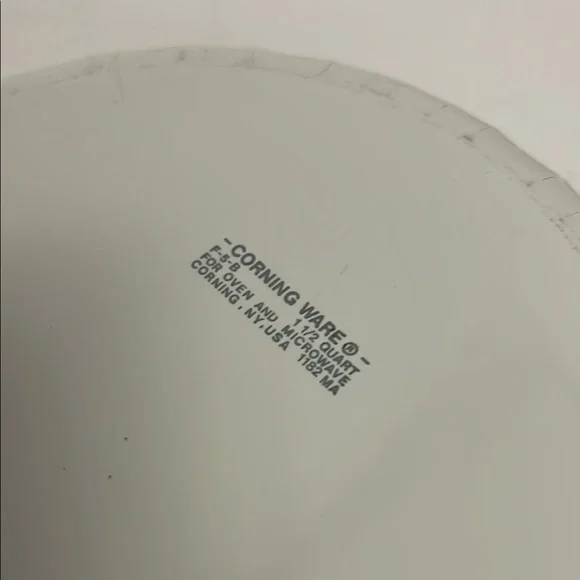 -CORNING WARE®-
F-5-B 1 1/2 QUART
FOR OVEN AND MICROWAVE
CORNING, NY, USA 1182 MA